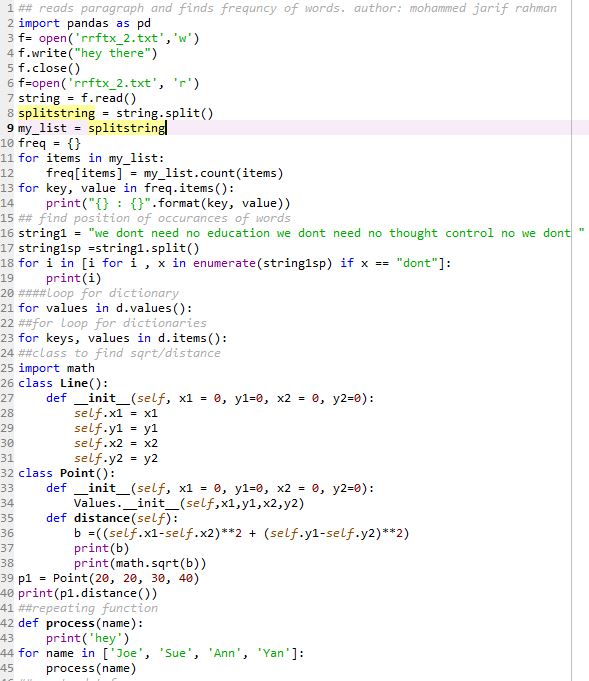 1 ## reads paragraph and finds frequncy of words. author: mohammed jarif rahman
2 import pandas as pd
3 f= open('rrftx_2.txt','w')
4 f.write("hey there")
5 f.close()
6 f=open('rrftx_2.txt', 'r')
7 string = f.read()
8 splitstring = string.split()
9 my_list = splitstring
10 freq = {}
11 for items in my_list:
12     freq[items] = my_list.count(items)
13 for key, value in freq.items():
14     print("{} : {}".format(key, value))
15 ## find position of occurances of words
16 string1 = "we dont need no education we dont need no thought control no we dont "
17 string1sp =string1.split()
18 for i in [i for i , x in enumerate(string1sp) if x == "dont"]:
19     print(i)
20 ####loop for dictionary
21 for values in d.values():
22 ##for loop for dictionaries
23 for keys, values in d.items():
24 ##class to find sqrt/distance
25 import math
26 class Line():
27     def __init__(self, x1 = 0, y1=0, x2 = 0, y2=0):
28         self.x1 = x1
29         self.y1 = y1
30         self.x2 = x2
31         self.y2 = y2
32 class Point():
33     def __init__(self, x1 = 0, y1=0, x2 = 0, y2=0):
34         Values.__init__(self,x1,y1,x2,y2)
35     def distance(self):
36         b =((self.x1-self.x2)**2 + (self.y1-self.y2)**2)
37         print(b)
38         print(math.sqrt(b))
39 p1 = Point(20, 20, 30, 40)
40 print(p1.distance())
41 ##repeating function
42 def process(name):
43     print('hey')
44 for name in ['Joe', 'Sue', 'Ann', 'Yan']:
45     process(name)